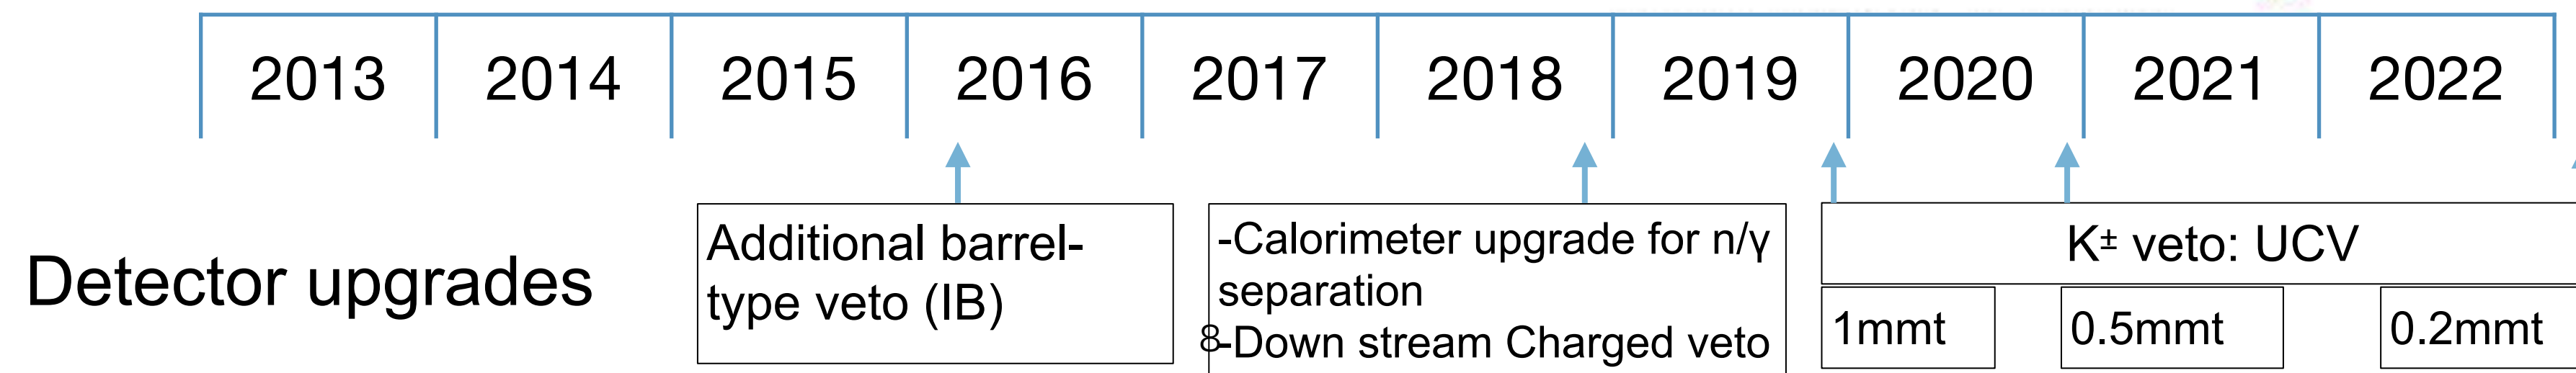 2013 2014 2015 2016 2017 2018 2019 2020 2021 2022
Detector upgrades
Additional barrel-
type veto (IB)
-Calorimeter upgrade for n/γ
separation
8
-Down stream Charged veto
K± veto: UCV
1mmt
0.5mmt
0.2mmt